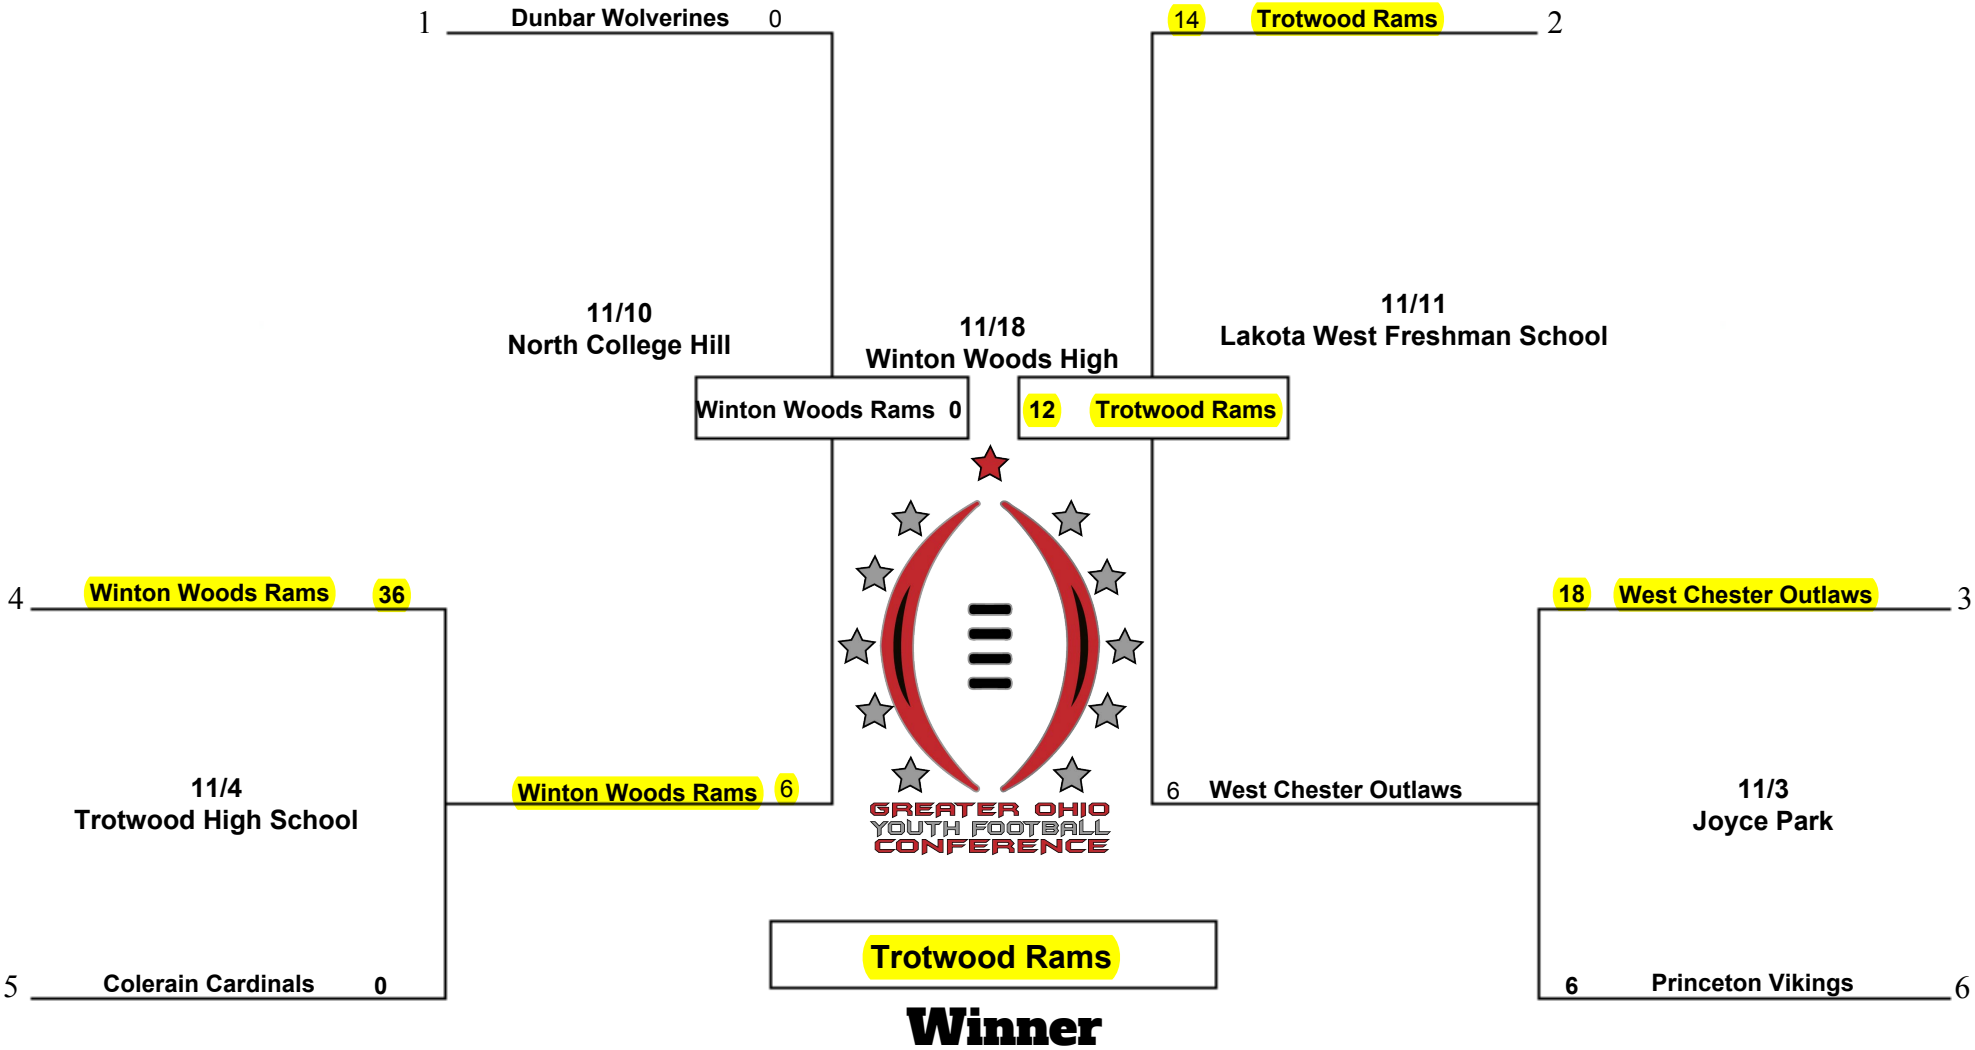 1 Dunbar Wolverines 0
14 Trotwood Rams 2
11/10
North College Hill
11/18
Winton Woods High
11/11
Lakota West Freshman School
Winton Woods Rams 0
12 Trotwood Rams
4 Winton Woods Rams 36
18 West Chester Outlaws 3
11/4
Trotwood High School
Winton Woods Rams 6
6 West Chester Outlaws
11/3
Joyce Park
GREATER OHIO
YOUTH FOOTBALL
CONFERENCE
5 Colerain Cardinals 0
Trotwood Rams
6 Princeton Vikings 6
Winner